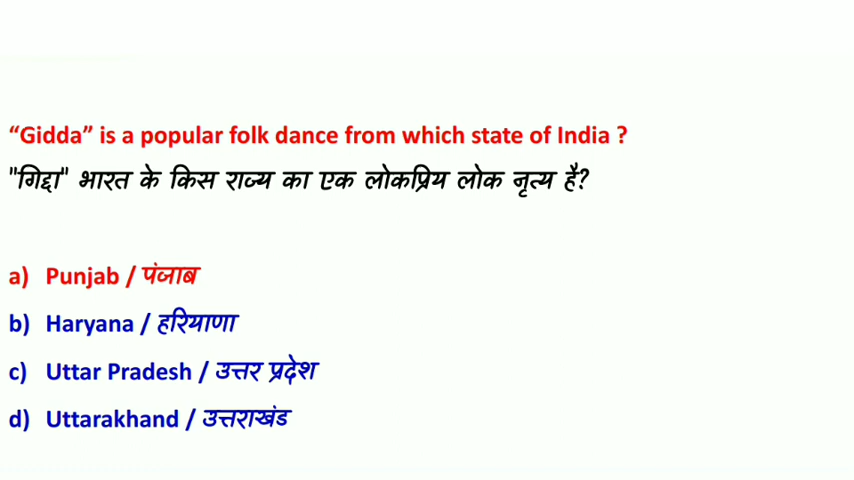 “Gidda” is a popular folk dance from which state of India ?
"गिद्दा" भारत के किस राज्य का एक लोकप्रिय लोक नृत्य है?
a) Punjab / पंजाब
b) Haryana / हरियाणा
c) Uttar Pradesh / उत्तर प्रदेश
d) Uttarakhand / उत्तराखंड